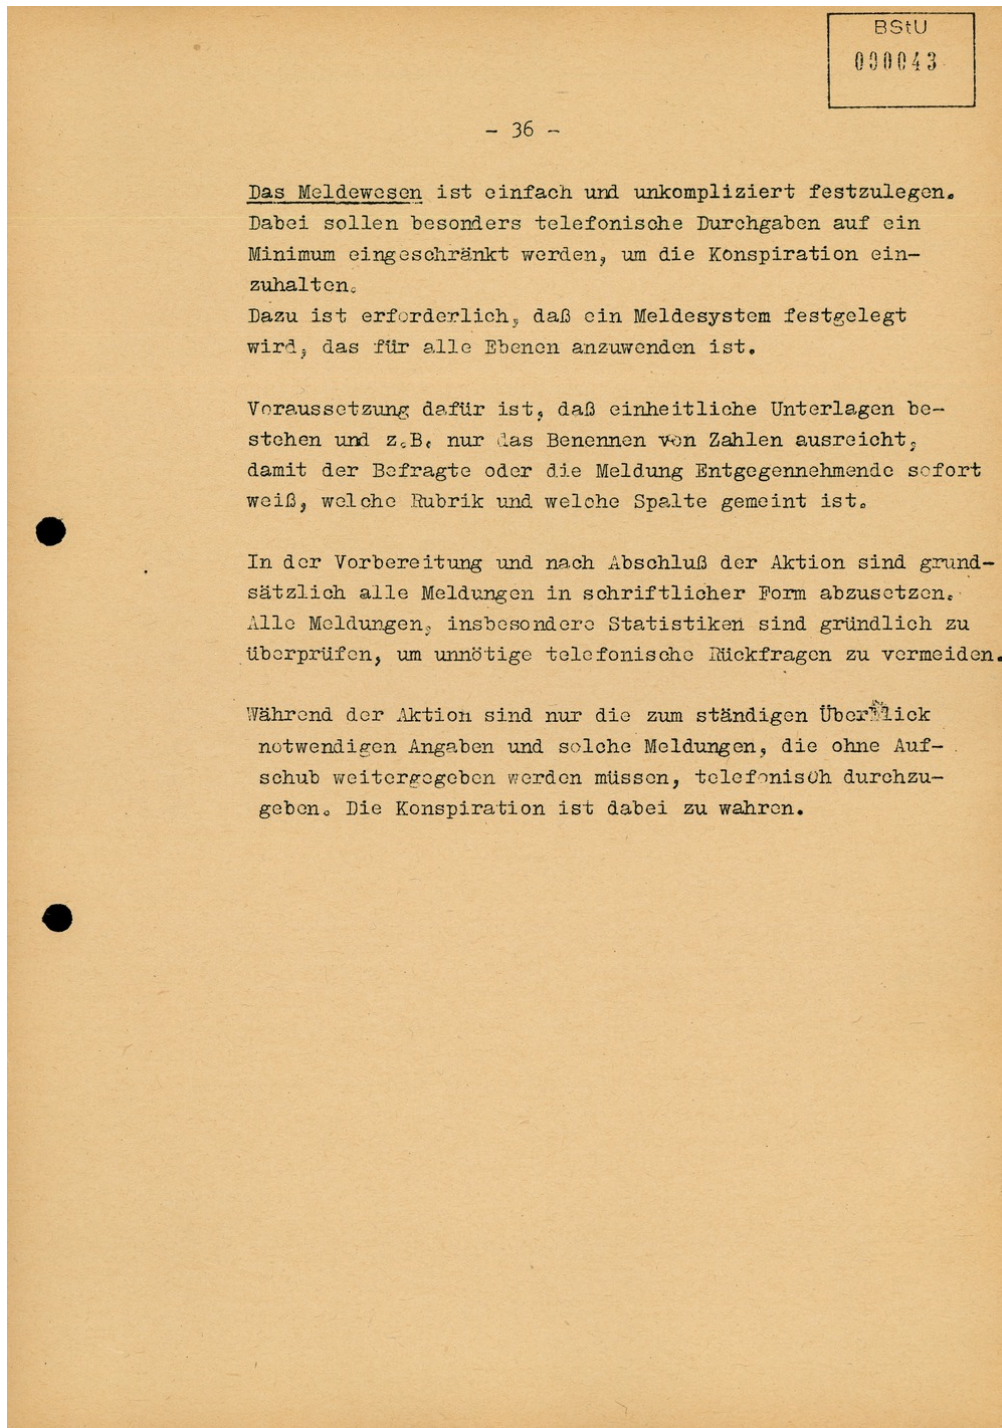 BStU
000043
- 36 -
Das Meldewesen ist einfach und unkompliziert festzulegen.
Dabei sollen besonders telefonische Durchgaben auf ein
Minimum eingeschränkt werden, um die Konspiration ein-
zuhalten.
Dazu ist erforderlich, daß ein Meldesystem festgelegt
wird, das für alle Ebenen anzuwenden ist.
Voraussetzung dafür ist, daß einheitliche Unterlagen be-
stehen und z.B. nur das Benennen von Zahlen ausreicht,
damit der Befragte oder die Meldung Entgegennehmende sofort
weiß, welche Rubrik und welche Spalte gemeint ist.
In der Vorbereitung und nach Abschluß der Aktion sind grund-
sätzlich alle Meldungen in schriftlicher Form abzusetzen.
Alle Meldungen, insbesondere Statistiken sind gründlich zu
überprüfen, um unnötige telefonische Rückfragen zu vermeiden.
Während der Aktion sind nur die zum ständigen Überblick
notwendigen Angaben und solche Meldungen, die ohne Auf-
schub weitergegeben werden müssen, telefonisch durchzu-
geben. Die Konspiration ist dabei zu wahren.